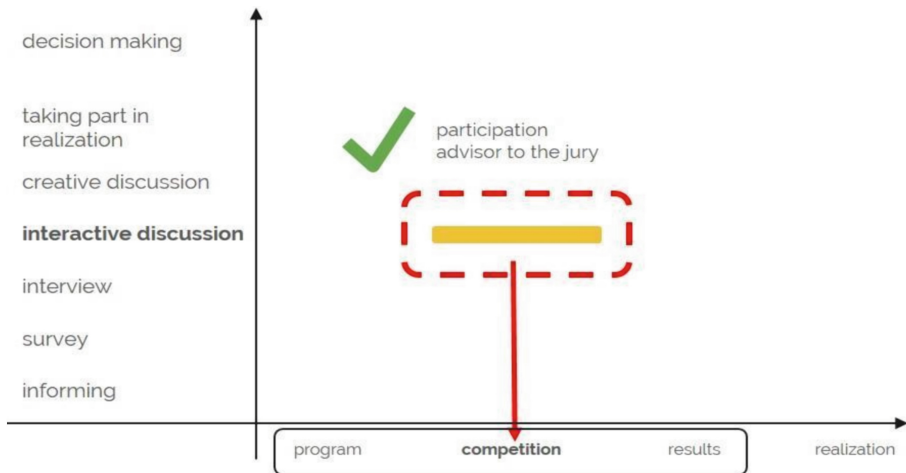 decision making
taking part in
realization
participation
advisor to the jury
creative discussion
interactive discussion
interview
survey
informing
program competition results realization